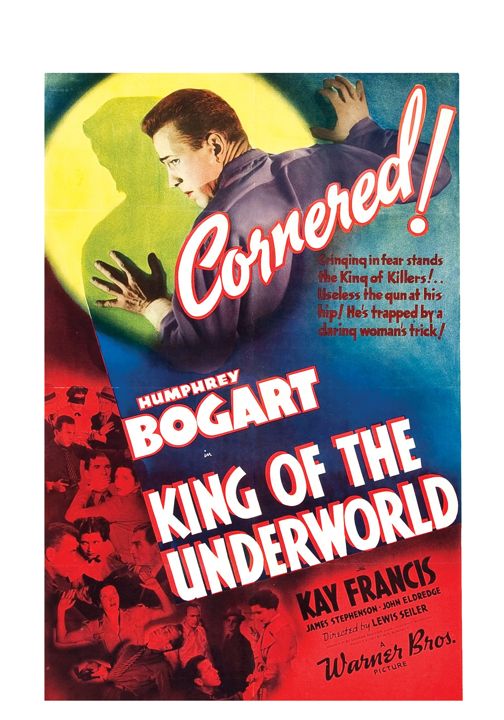 Cornered!
Cringing in fear stands
the King of Killers!..
Useless the gun at his
hip! He's trapped by a
daring woman's trick!
HUMPHREY
BOGART
in
KING OF THE
UNDERWORLD
KAY FRANCIS
JAMES STEPHENSON · JOHN ELDREDGE
Directed by LEWIS SEILER
A
Warner Bros.
PICTURE